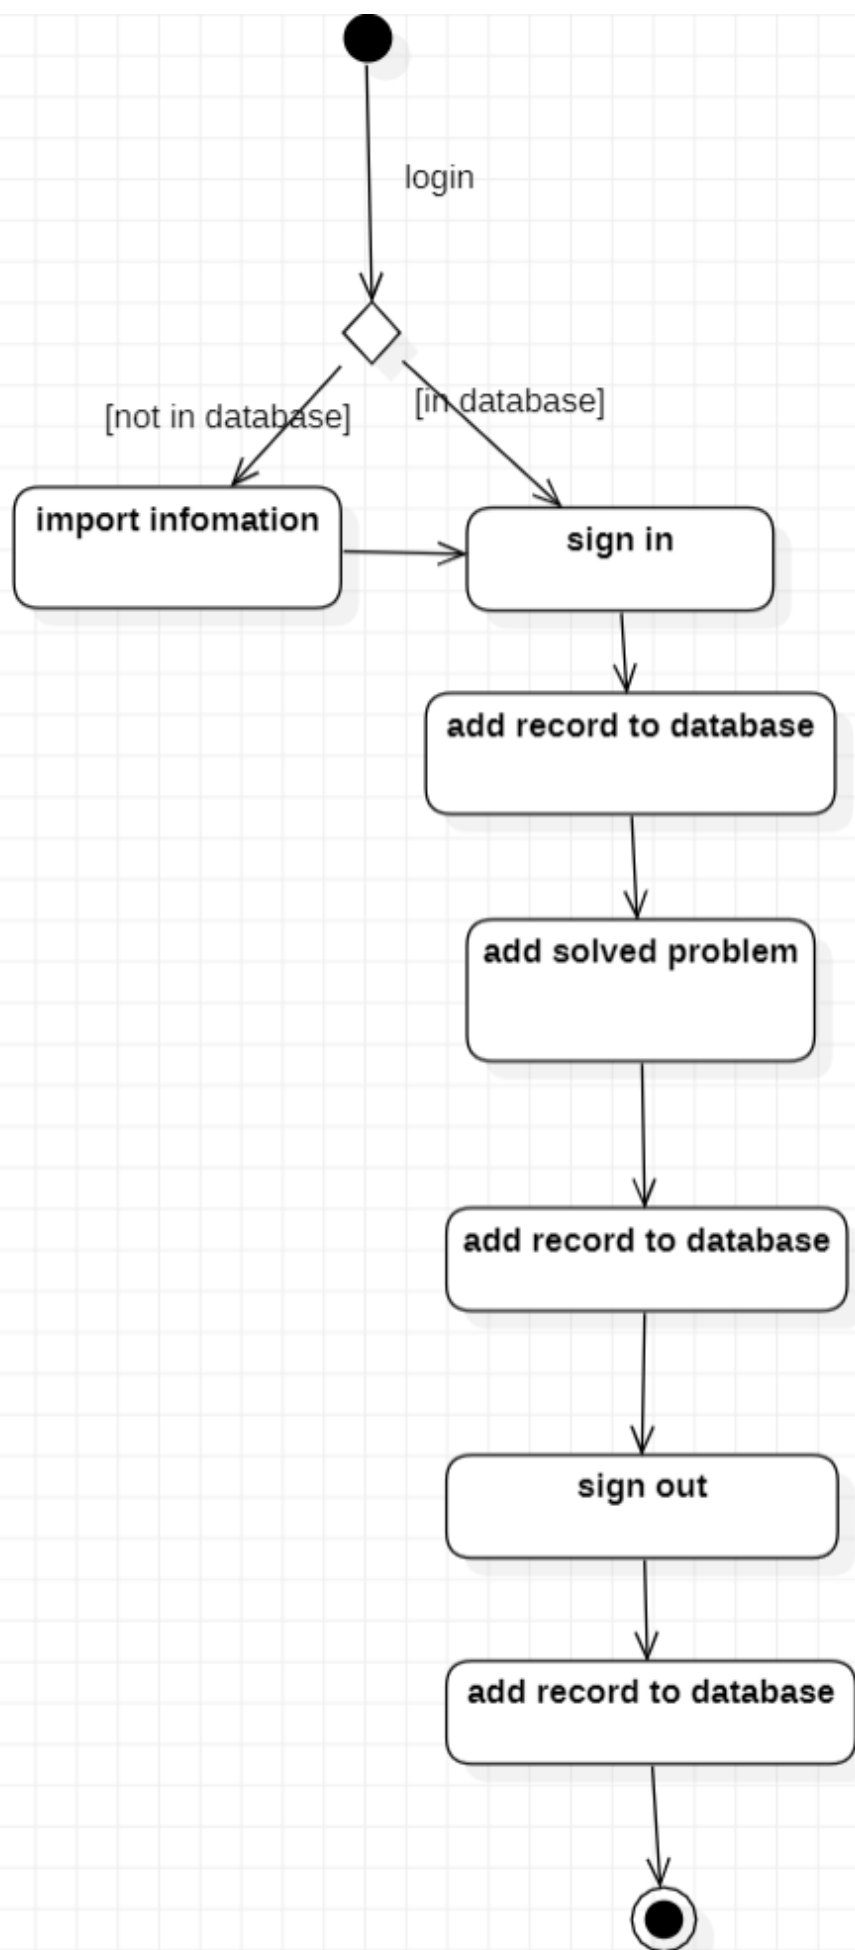 login
[not in database]
[in database]
import infomation
sign in
add record to database
add solved problem
add record to database
sign out
add record to database